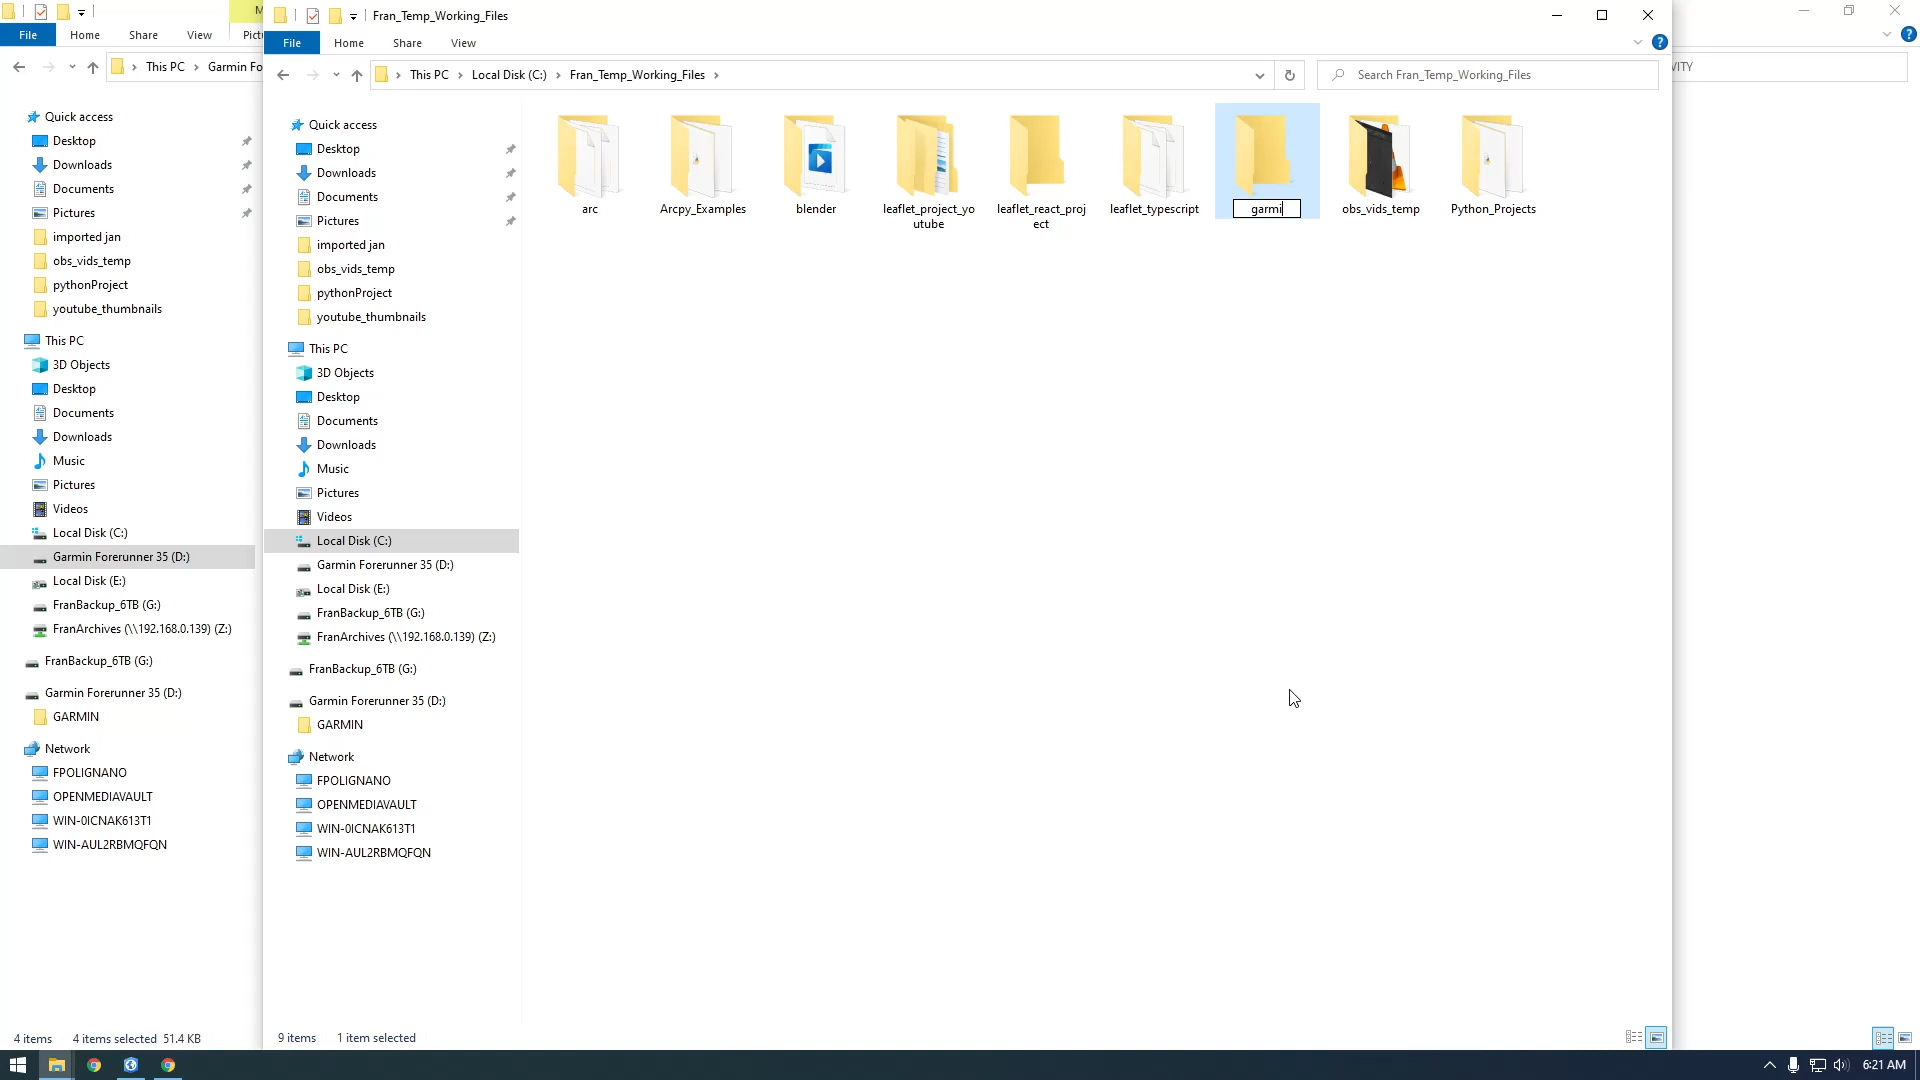 M
File
Home
Share
View
Pict
This PC
Garmin Fo
Quick access
Desktop
Downloads
Documents
Pictures
imported jan
obs_vids_temp
pythonProject
youtube_thumbnails
This PC
3D Objects
Desktop
Documents
Downloads
Music
Pictures
Videos
Local Disk (C:)
Garmin Forerunner 35 (D:)
Local Disk (E:)
FranBackup_6TB (G:)
FranArchives (\\192.168.0.139) (Z:)
FranBackup_6TB (G:)
Garmin Forerunner 35 (D:)
GARMIN
Network
FPOLIGNANO
OPENMEDIAVAULT
WIN-0ICNAK613T1
WIN-AUL2RBMQFQN
4 items
4 items selected 51.4 KB
Fran_Temp_Working_Files
File
Home
Share
View
This PC
Local Disk (C:)
Fran_Temp_Working_Files
Search Fran_Temp_Working_Files
Quick access
Desktop
Downloads
Documents
Pictures
imported jan
obs_vids_temp
pythonProject
youtube_thumbnails
This PC
3D Objects
Desktop
Documents
Downloads
Music
Pictures
Videos
Local Disk (C:)
Garmin Forerunner 35 (D:)
Local Disk (E:)
FranBackup_6TB (G:)
FranArchives (\\192.168.0.139) (Z:)
FranBackup_6TB (G:)
Garmin Forerunner 35 (D:)
GARMIN
Network
FPOLIGNANO
OPENMEDIAVAULT
WIN-0ICNAK613T1
WIN-AUL2RBMQFQN
arc
Arcpy_Examples
blender
leaflet_project_yo
utube
leaflet_react_proj
ect
leaflet_typescript
garmi
obs_vids_temp
Python_Projects
9 items
1 item selected
VITY
6:21 AM